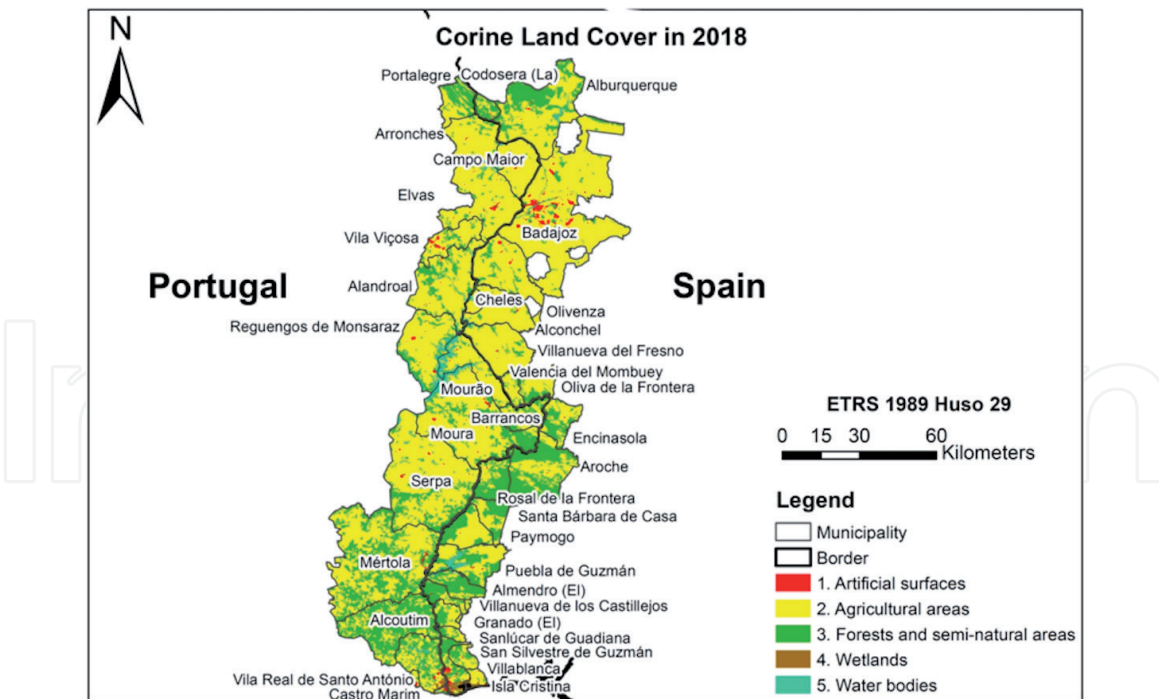 N
Corine Land Cover in 2018
Portalegre
Codosera (La)
Alburquerque
Arronches
Campo Maior
Elvas
Badajoz
Vila Viçosa
Portugal
Spain
Alandroal
Cheles
Olivenza
Reguengos de Monsaraz
Alconchel
Villanueva del Fresno
Valencia del Mombuey
Mourão
Oliva de la Frontera
Barrancos
Moura
Encinasola
Aroche
Serpa
Rosal de la Frontera
Santa Bárbara de Casa
Paymogo
Mértola
Puebla de Guzmán
Almendro (El)
Villanueva de los Castillejos
Alcoutim
Granado (El)
Sanlúcar de Guadiana
San Silvestre de Guzmán
Villablanca
Vila Real de Santo António
Isla Cristina
Castro Marim
ETRS 1989 Huso 29
0 15 30 60
Kilometers
Legend
Municipality
Border
1. Artificial surfaces
2. Agricultural areas
3. Forests and semi-natural areas
4. Wetlands
5. Water bodies